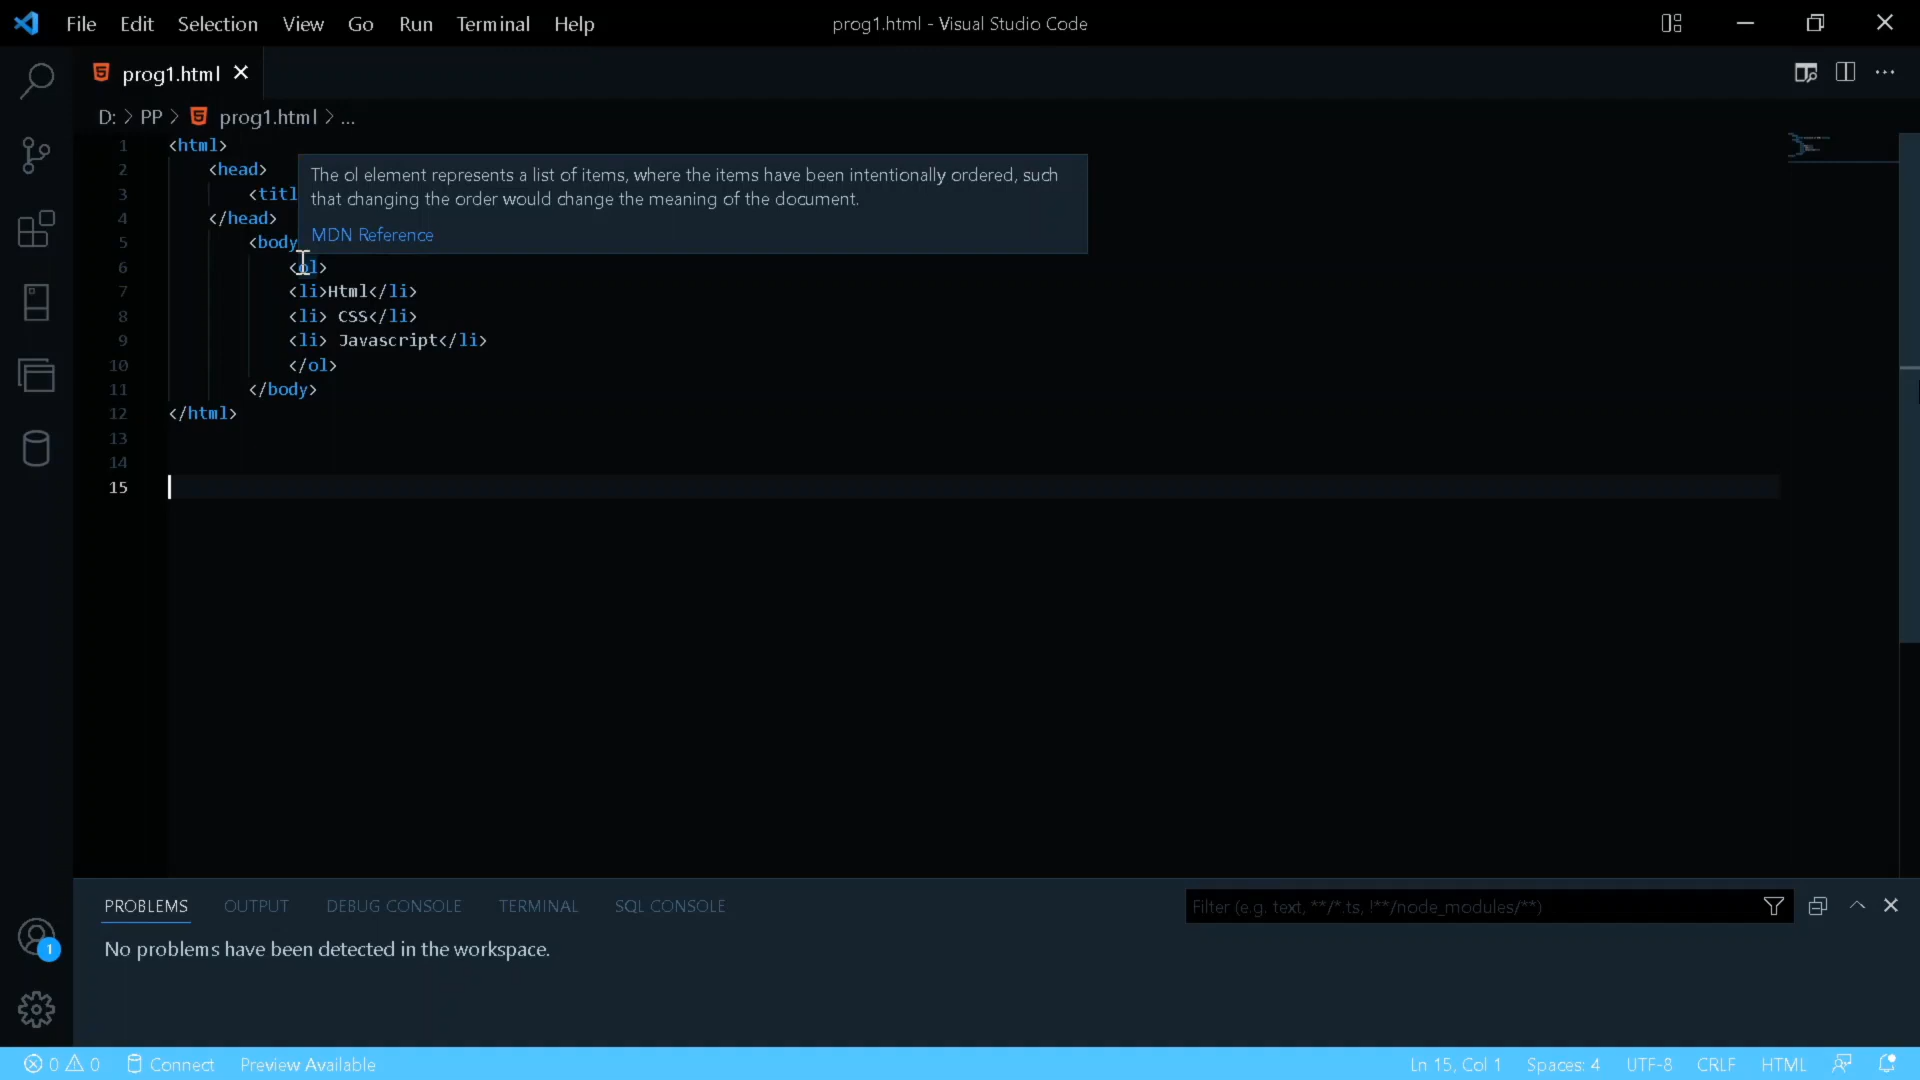 File Edit Selection View Go Run Terminal Help
prog1.html - Visual Studio Code
prog1.html
D: > PP > prog1.html > ...
1 <html>
2 <head>
3 <titl
4 </head>
5 <body
6 <ol>
7 <li>Html</li>
8 <li> CSS</li>
9 <li> Javascript</li>
10 </ol>
11 </body>
12 </html>
13
14
15
The ol element represents a list of items, where the items have been intentionally ordered, such
that changing the order would change the meaning of the document.
MDN Reference
PROBLEMS OUTPUT DEBUG CONSOLE TERMINAL SQL CONSOLE
Filter (e.g. text, **/*.ts, !**/node_modules/**)
No problems have been detected in the workspace.
1
0 0 Connect Preview Available
Ln 15, Col 1 Spaces: 4 UTF-8 CRLF HTML